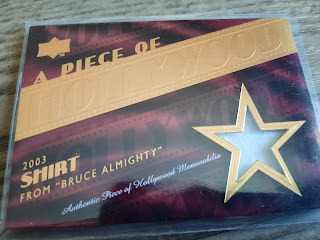 A PIECE OF
HOLLYWOOD
2003
SHIRT
FROM "BRUCE ALMIGHTY"
Authentic Piece of Hollywood Memorabilia